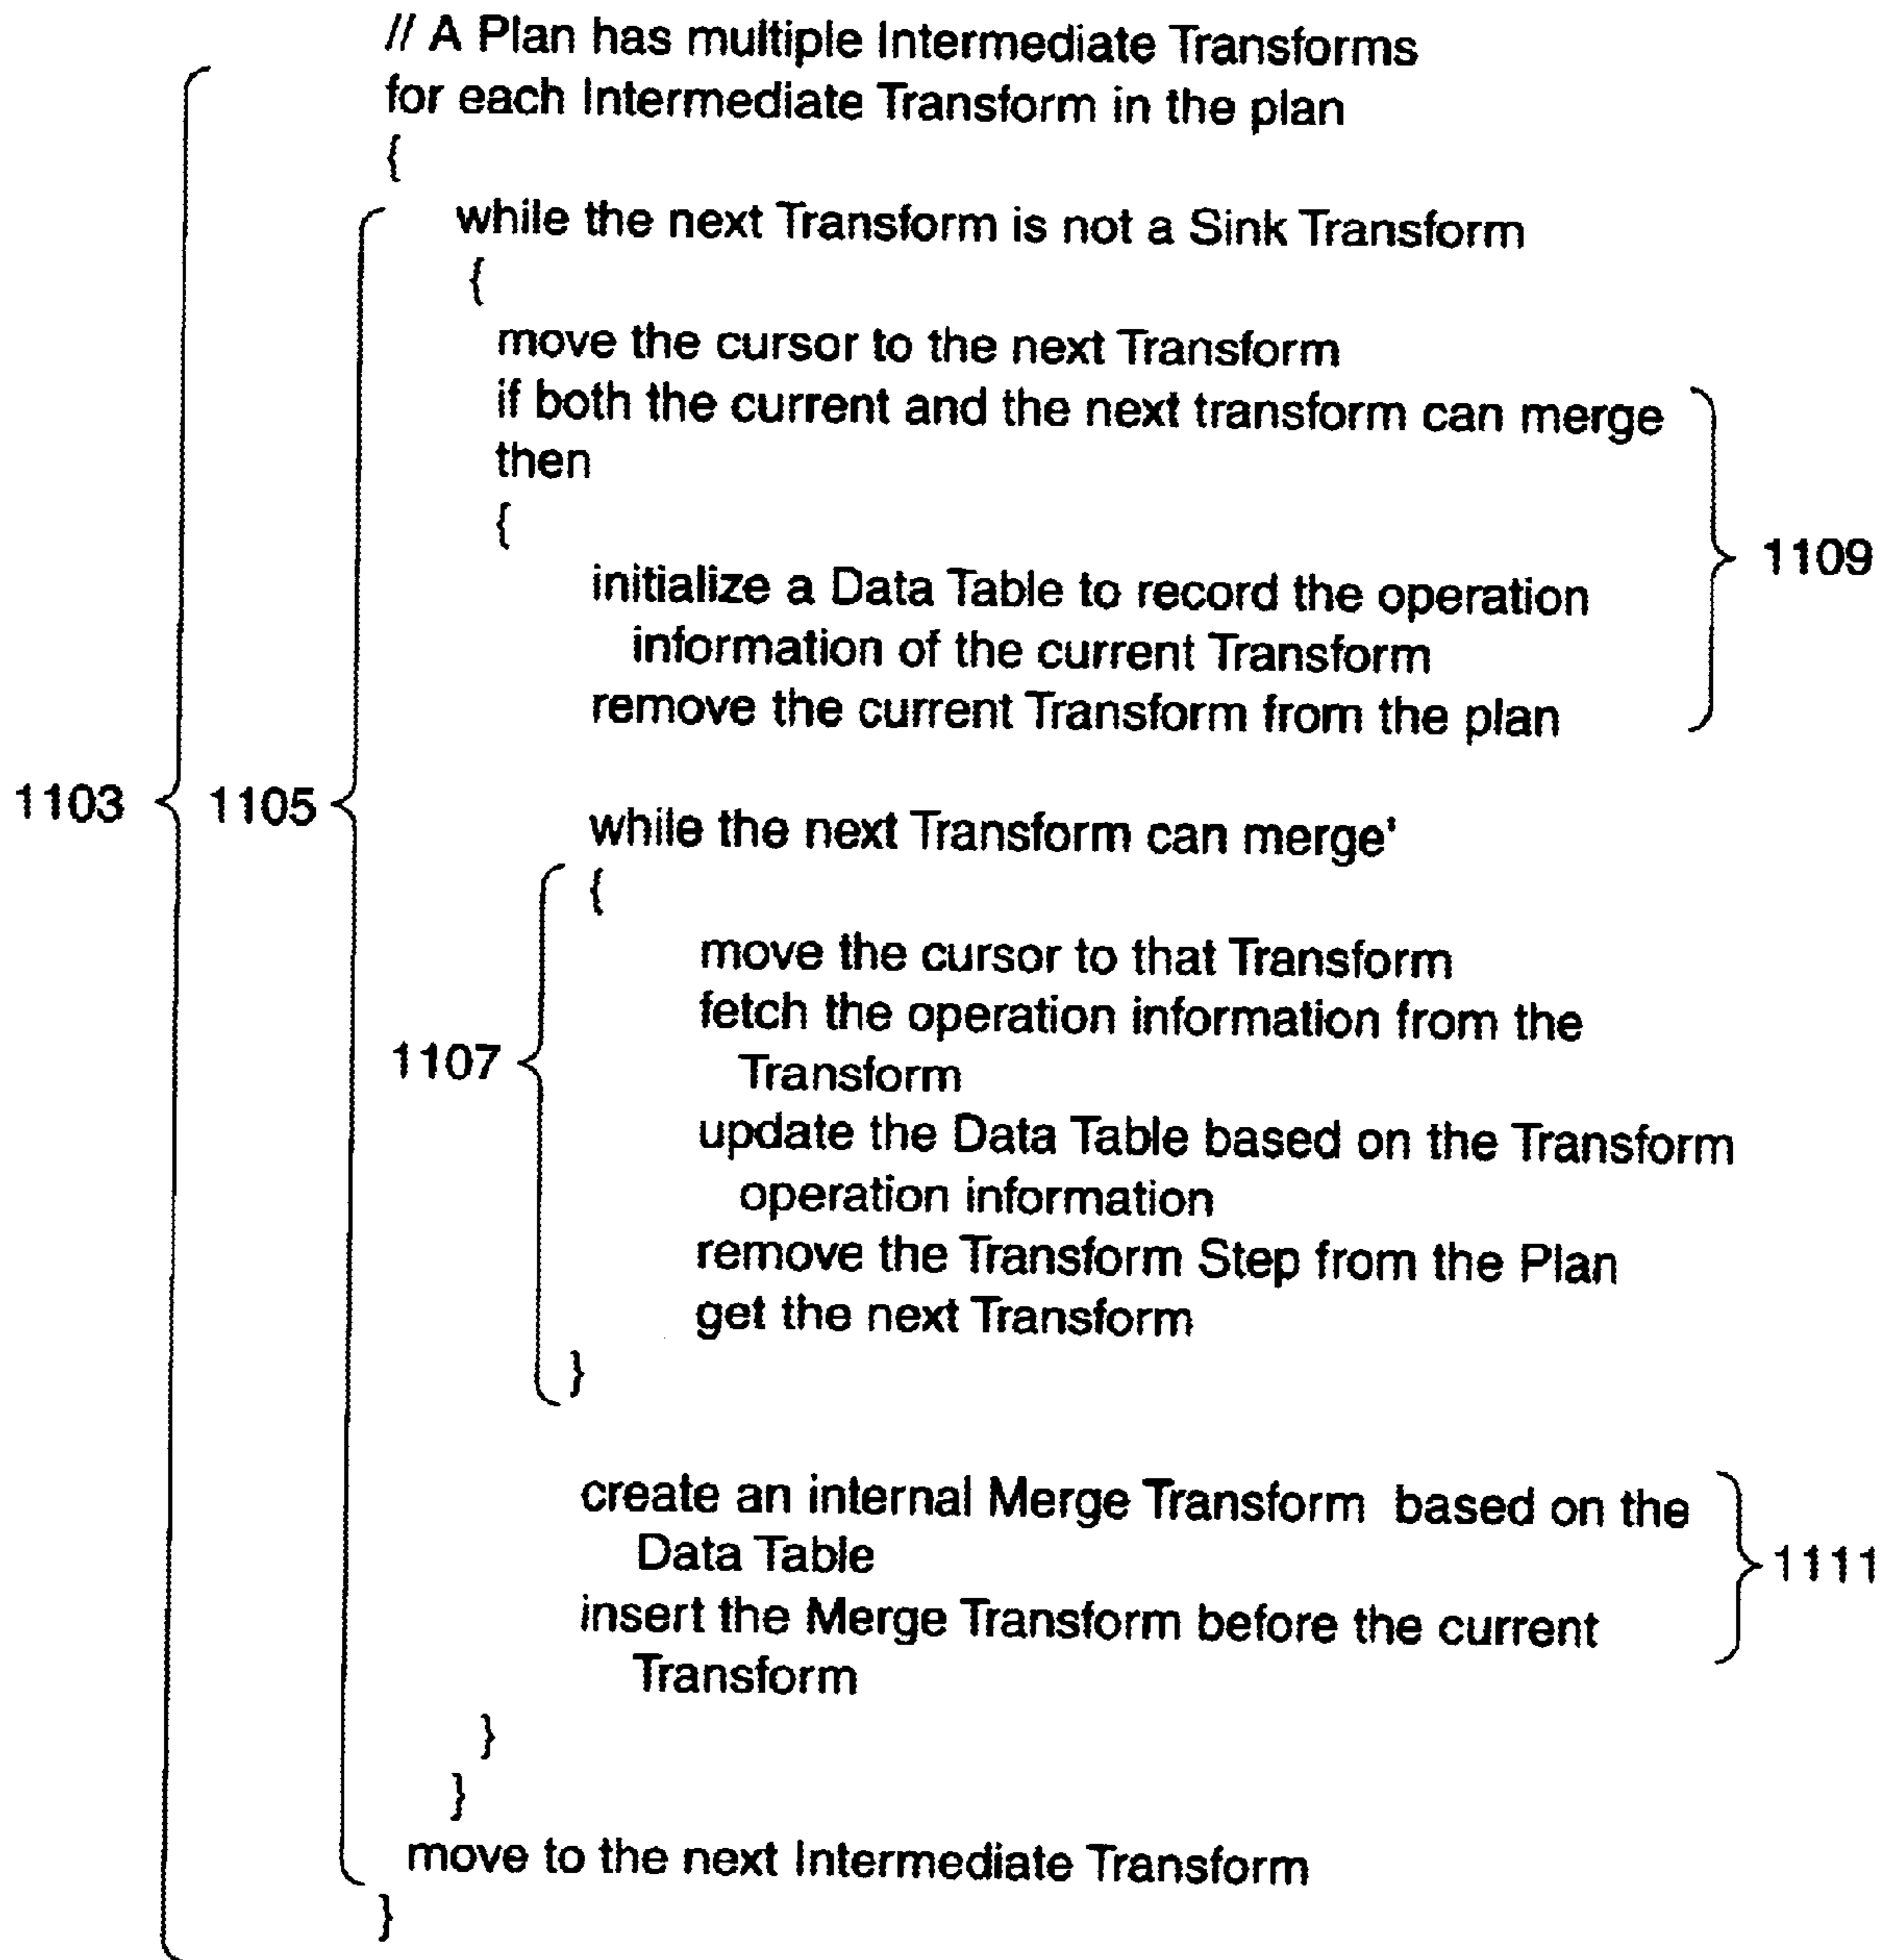 // A Plan has multiple Intermediate Transforms
for each Intermediate Transform in the plan
{
while the next Transform is not a Sink Transform
{
move the cursor to the next Transform
if both the current and the next transform can merge
then
{
1109
initialize a Data Table to record the operation
information of the current Transform
remove the current Transform from the plan
1103 { 1105 {
while the next Transform can merge'
{
move the cursor to that Transform
fetch the operation information from the
1107
Transform
update the Data Table based on the Transform
operation information
remove the Transform Step from the Plan
get the next Transform
}
create an internal Merge Transform based on the
Data Table
1111
insert the Merge Transform before the current
Transform
}
}
move to the next Intermediate Transform
}